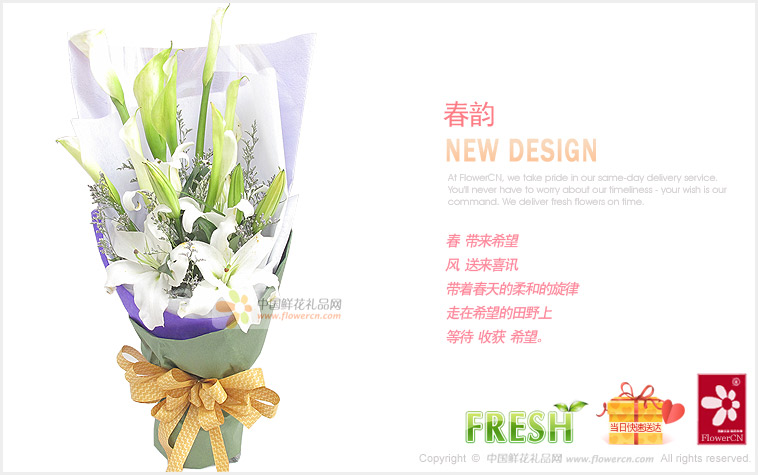 春韵
NEW DESIGN
At FlowerCN, we take pride in our same-day delivery service.
You'll never have to worry about our timeliness - your wish is our
command. We deliver fresh flowers on time.
春 带来希望
风 送来喜讯
带着春天的柔和的旋律
走在希望的田野上
等待 收获 希望。
中国鲜花礼品网
www.flowercn.com
FRESH
当日快速送达
FlowerCN
Copyright © 中国鲜花礼品网 www.flowercn.com All rights reserved.